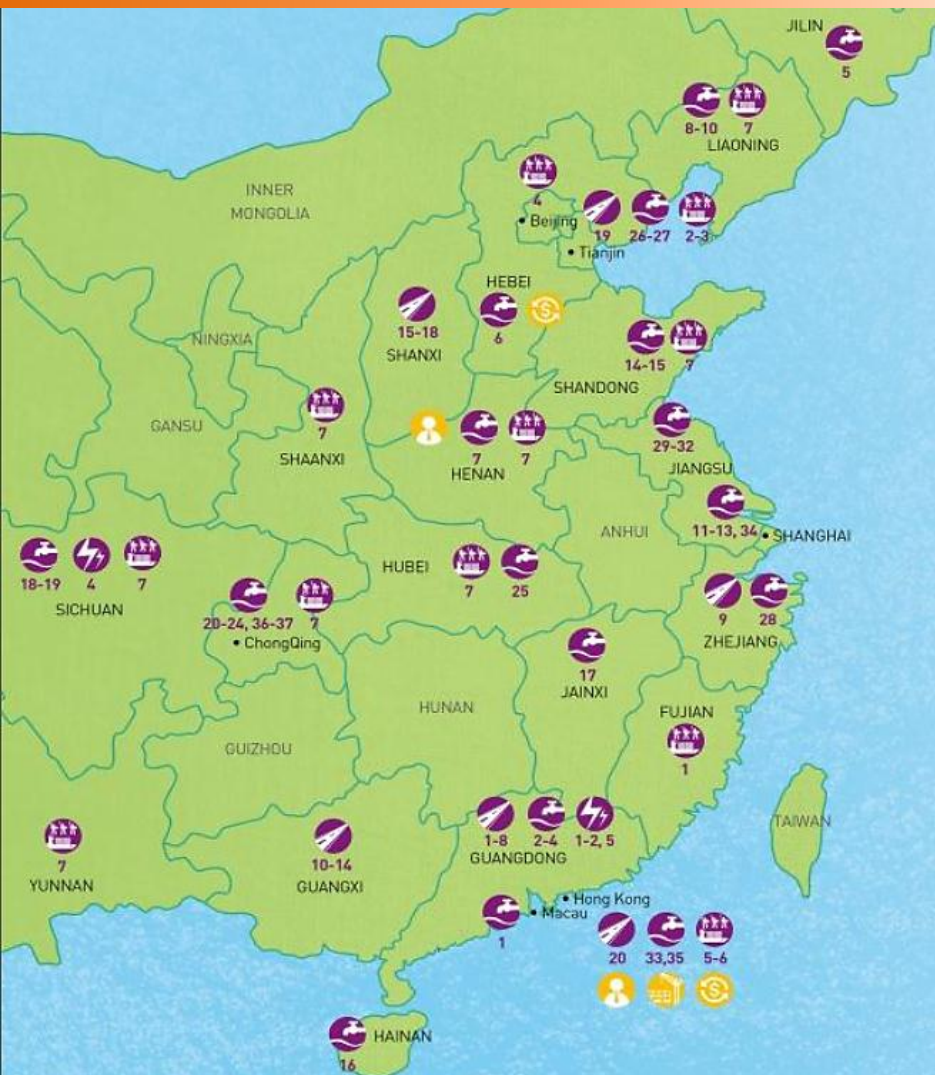 JILIN
5
8-10 7
LIAONING
INNER
MONGOLIA
4
• Beijing
19 26-27 2-3
• Tianjin
HEBEI
6
15-18
SHANXI
NINGXIA
14-15 7
SHANDONG
GANSU
7
SHAANXI
7 7
HENAN
29-32
JIANGSU
ANHUI
11-13, 34
• SHANGHAI
18-19 4 7
SICHUAN
HUBEI
7 25
20-24, 36-37 7
• ChongQing
9 28
ZHEJIANG
17
JAINXI
HUNAN
FUJIAN
1
GUIZHOU
TAIWAN
7
YUNNAN
10-14
GUANGXI
1-8 2-4 1-2, 5
GUANGDONG
• Hong Kong
• Macau
1
20 33,35 5-6
$ $
HAINAN
16